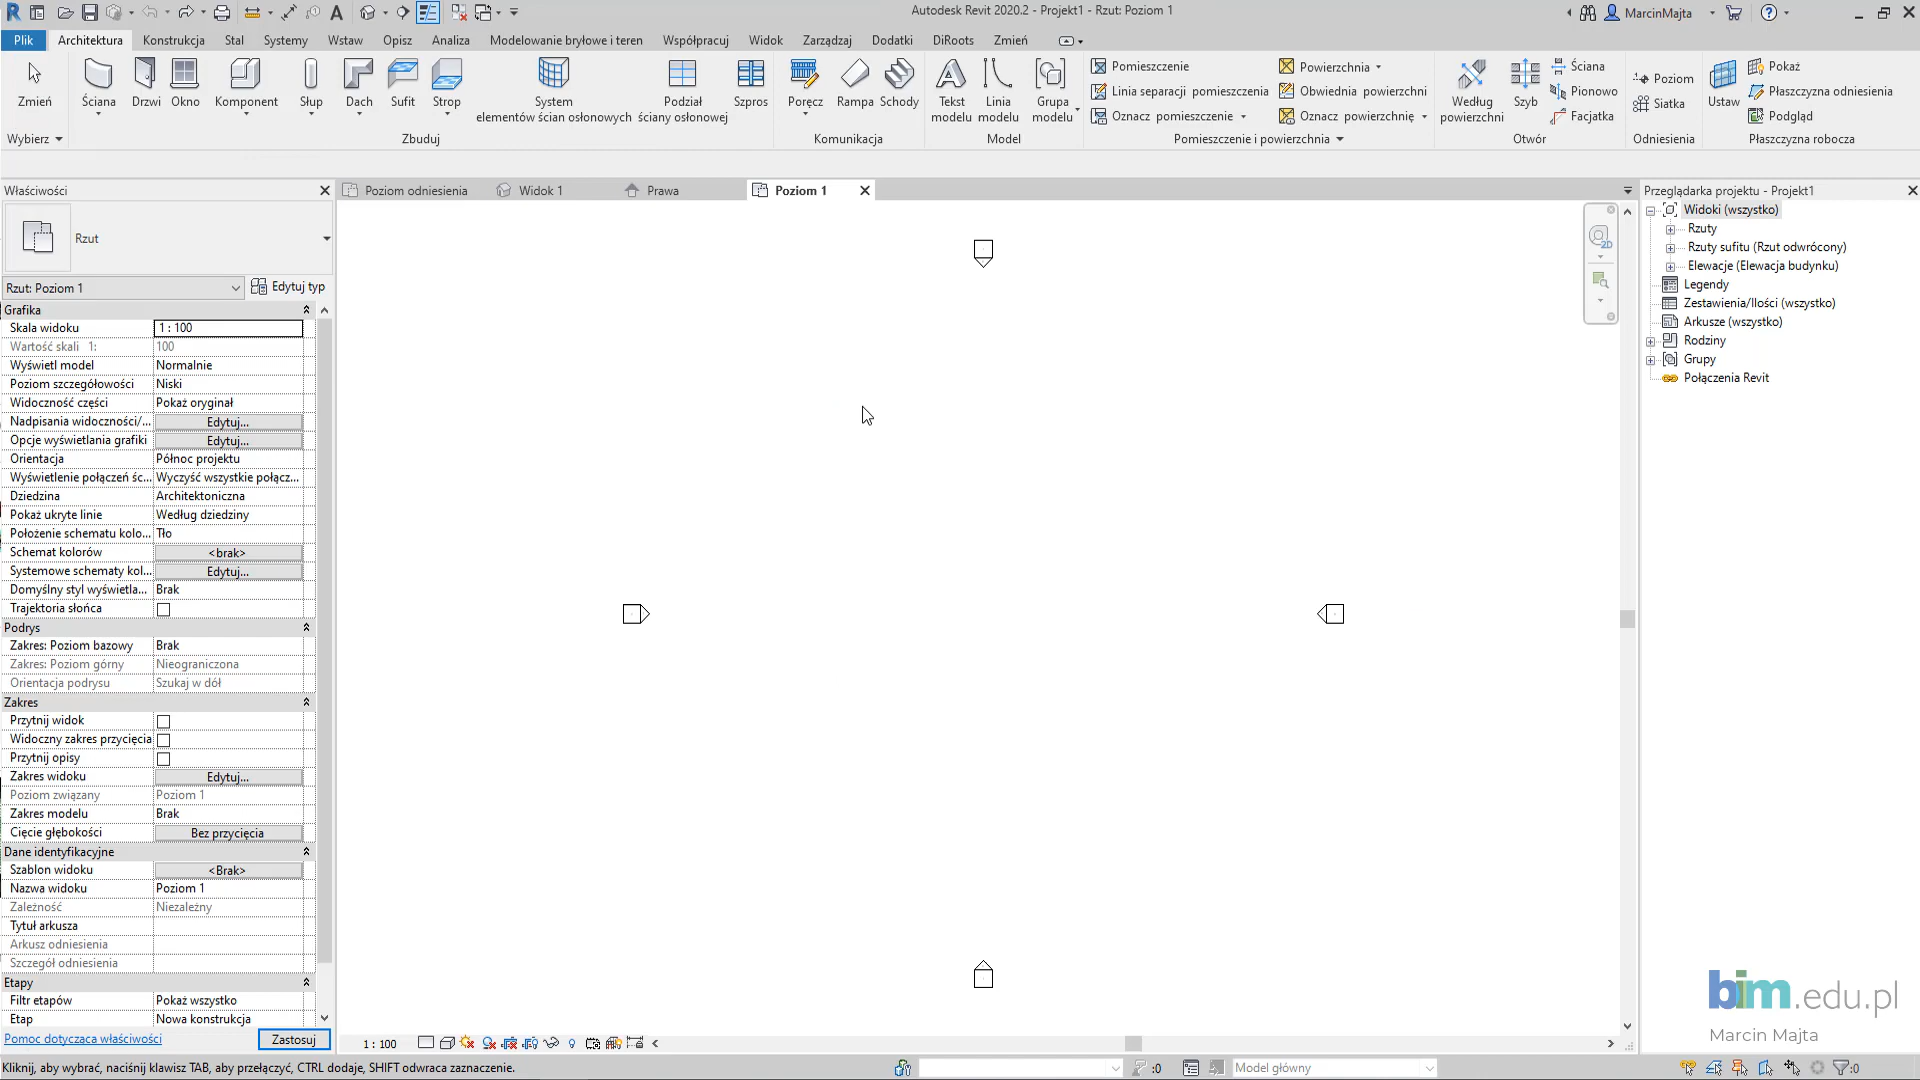 Autodesk Revit 2020.2 - Projekt1 - Rzut: Poziom 1
MarcinMajta
Plik Architektura Konstrukcja Stal Systemy Wstaw Opisz Analiza Modelowanie bryłowe i teren Współpracuj Widok Zarządzaj Dodatki DiRoots Zmień
Zmień
Ściana
Drzwi
Okno
Komponent
Słup
Dach
Sufit
Strop
System
elementów ścian osłonowych
Podział
ściany osłonowej
Szpros
Poręcz
Rampa
Schody
Tekst
modelu
Linia
modelu
Grupa
modelu
Pomieszczenie
Linia separacji pomieszczenia
Oznacz pomieszczenie
Powierzchnia
Obwiednia powierzchni
Oznacz powierzchnię
Według
powierzchni
Szyb
Ściana
Pionowo
Facjatka
Poziom
Siatka
Ustaw
Pokaż
Płaszczyzna odniesienia
Podgląd
Wybierz
Zbuduj
Komunikacja
Model
Pomieszczenie i powierzchnia
Otwór
Odniesienia
Płaszczyzna robocza
Właściwości
Rzut
Rzut: Poziom 1
Edytuj typ
Grafika
Skala widoku 1 : 100
Wartość skali 1: 100
Wyświetl model Normalnie
Poziom szczegółowości Niski
Widoczność części Pokaż oryginał
Nadpisania widoczności/... Edytuj...
Opcje wyświetlania grafiki Edytuj...
Orientacja Północ projektu
Wyświetlenie połączeń śc... Wyczyść wszystkie połącz...
Dziedzina Architektoniczna
Pokaż ukryte linie Według dziedziny
Położenie schematu kolo... Tło
Schemat kolorów <brak>
Systemowe schematy kol... Edytuj...
Domyślny styl wyświetla... Brak
Trajektoria słońca
Podrys
Zakres: Poziom bazowy Brak
Zakres: Poziom górny Nieograniczona
Orientacja podrysu Szukaj w dół
Zakres
Przytnij widok
Widoczny zakres przycięcia
Przytnij opisy
Zakres widoku Edytuj...
Poziom związany Poziom 1
Zakres modelu Brak
Cięcie głębokości Bez przycięcia
Dane identyfikacyjne
Szablon widoku <Brak>
Nazwa widoku Poziom 1
Zależność Niezależny
Tytuł arkusza
Arkusz odniesienia
Szczegół odniesienia
Etapy
Filtr etapów Pokaż wszystko
Etap Nowa konstrukcja
Pomoc dotycząca właściwości
Zastosuj
Poziom odniesienia
Widok 1
Prawa
Poziom 1
2D
1 : 100
Przeglądarka projektu - Projekt1
Widoki (wszystko)
Rzuty
Rzuty sufitu (Rzut odwrócony)
Elewacje (Elewacja budynku)
Legendy
Zestawienia/Ilości (wszystko)
Arkusze (wszystko)
Rodziny
Grupy
Połączenia Revit
bim.edu.pl
Marcin Majta
Kliknij, aby wybrać, naciśnij klawisz TAB, aby przełączyć, CTRL dodaje, SHIFT odwraca zaznaczenie.
:0
Model główny
:0